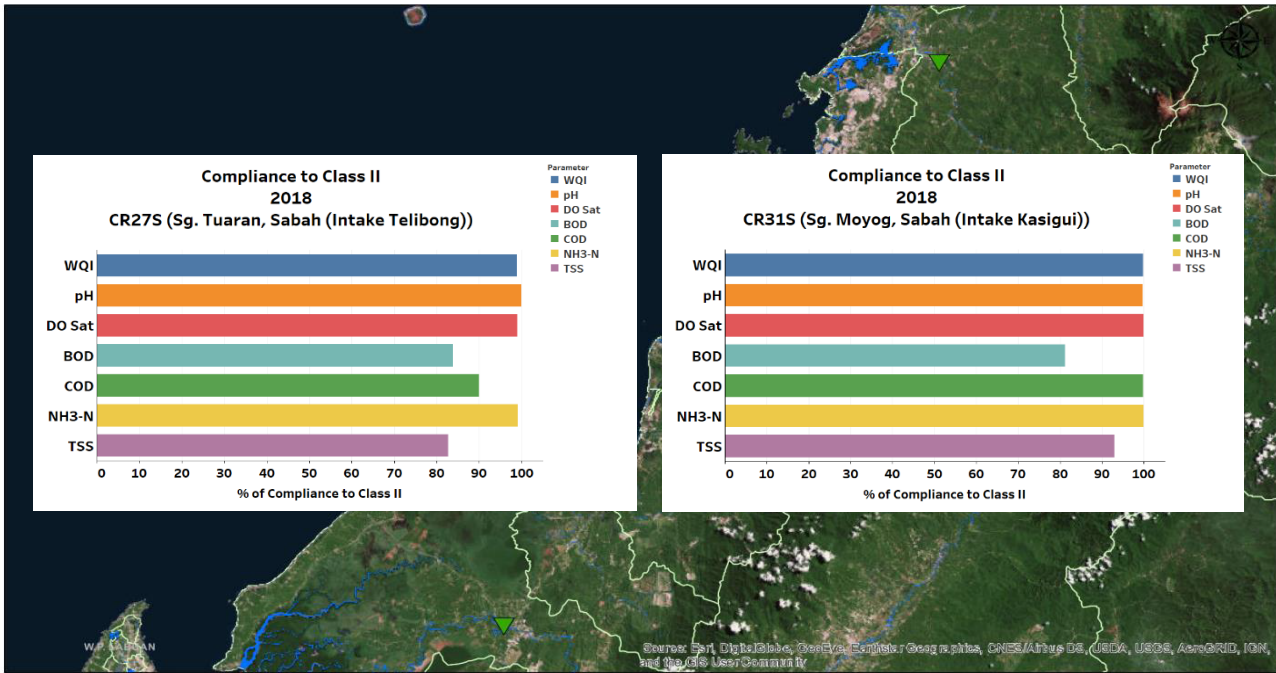 Compliance to Class II
2018
CR27S (Sg. Tuaran, Sabah (Intake Telibong))
Parameter
WQI
pH
DO Sat
BOD
COD
NH3-N
TSS
WQI
pH
DO Sat
BOD
COD
NH3-N
TSS
0 10 20 30 40 50 60 70 80 90 100
% of Compliance to Class II
Compliance to Class II
2018
CR31S (Sg. Moyog, Sabah (Intake Kasigui))
Parameter
WQI
pH
DO Sat
BOD
COD
NH3-N
TSS
WQI
pH
DO Sat
BOD
COD
NH3-N
TSS
0 10 20 30 40 50 60 70 80 90 100
% of Compliance to Class II
W.P. LABUAN
Source: Esri, DigitalGlobe, GeoEye, Earthstar Geographics, CNES/Airbus DS, USDA, USGS, AeroGRID, IGN,
and the GIS User Community